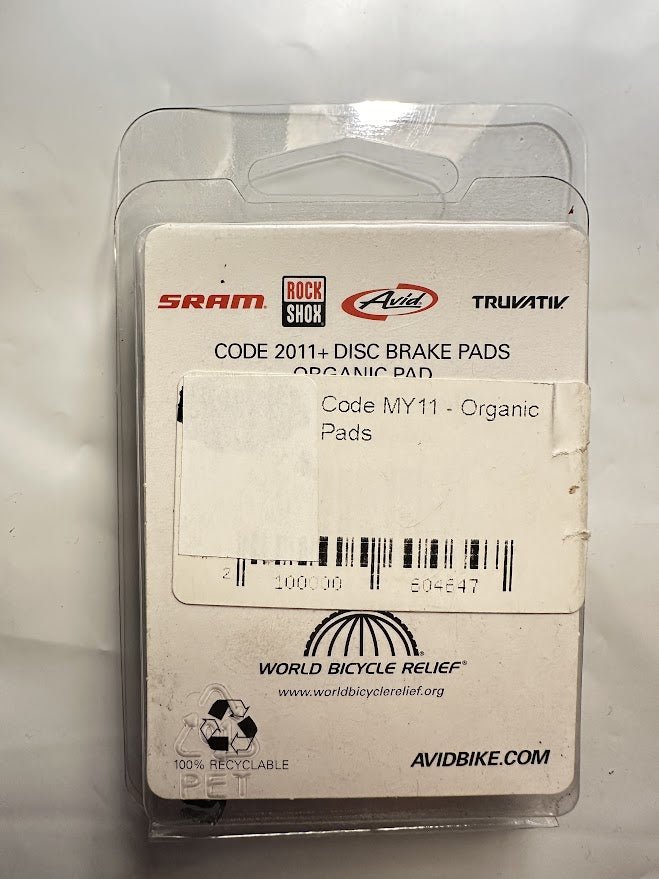 SRAM®
ROCK
SHOX
Avid®
TRUVATIV®
CODE 2011+ DISC BRAKE PADS
ORGANIC PAD
Code MY11 - Organic
Pads
2 100000 604647
WORLD BICYCLE RELIEF®
www.worldbicyclerelief.org
100% RECYCLABLE
PET
AVIDBIKE.COM